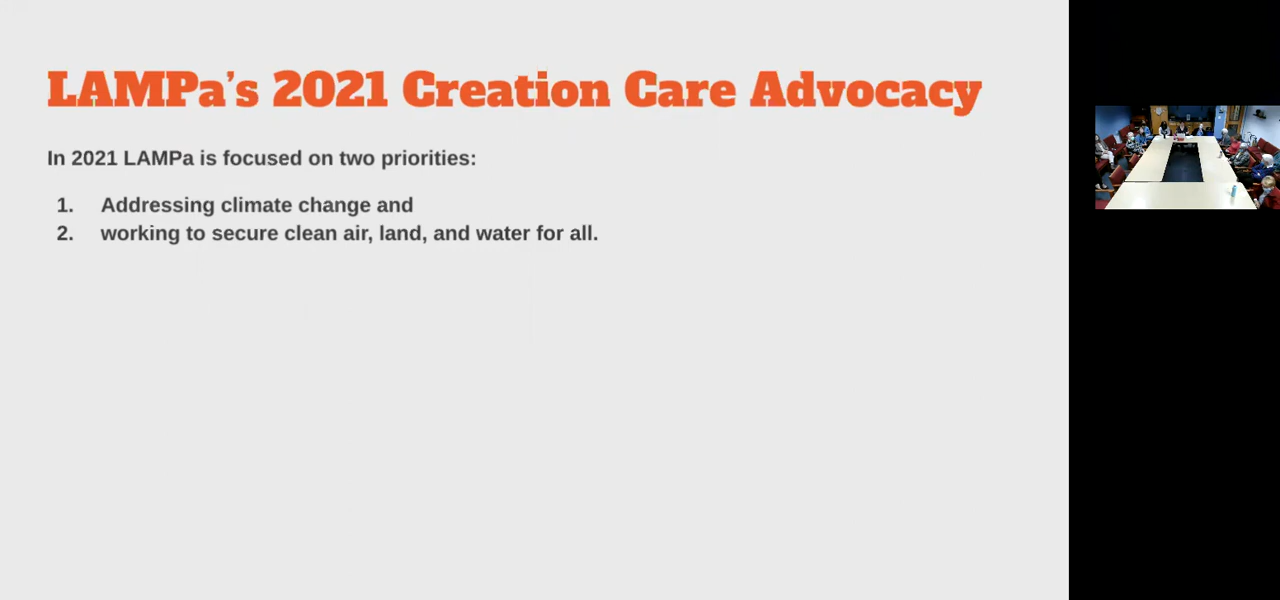 LAMPa’s 2021 Creation Care Advocacy
In 2021 LAMPa is focused on two priorities:
1. Addressing climate change and
2. working to secure clean air, land, and water for all.